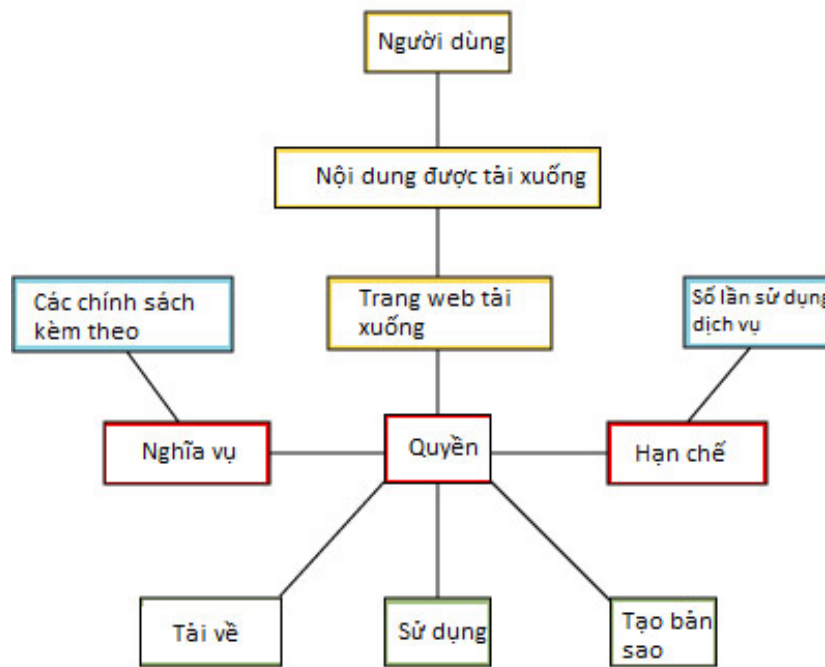 Người dùng
Nội dung được tải xuống
Trang web tải
xuống
Các chính sách
kèm theo
Số lần sử dụng
dịch vụ
Nghĩa vụ
Quyền
Hạn chế
Tải về
Sử dụng
Tạo bản
sao